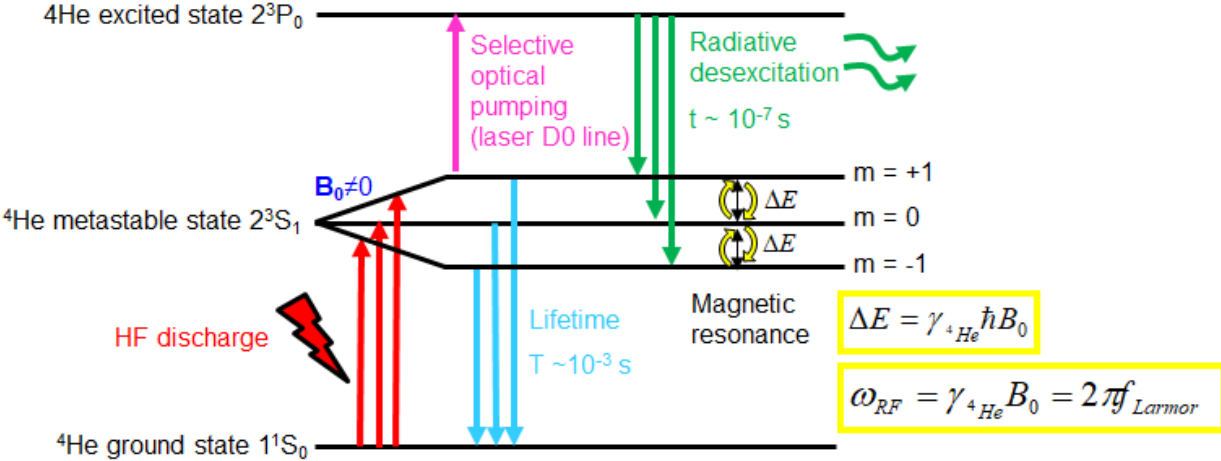 4He excited state 2³P₀
Selective
optical
pumping
(laser D0 line)
Radiative
desexcitation
t ~ 10⁻⁷ s
B₀≠0
m = +1
ΔE
⁴He metastable state 2³S₁
m = 0
ΔE
m = -1
HF discharge
Lifetime
T ~10⁻³ s
Magnetic
resonance
ΔE = γ₄He ħB₀
ω_RF = γ₄He B₀ = 2πf_Larmor
⁴He ground state 1¹S₀